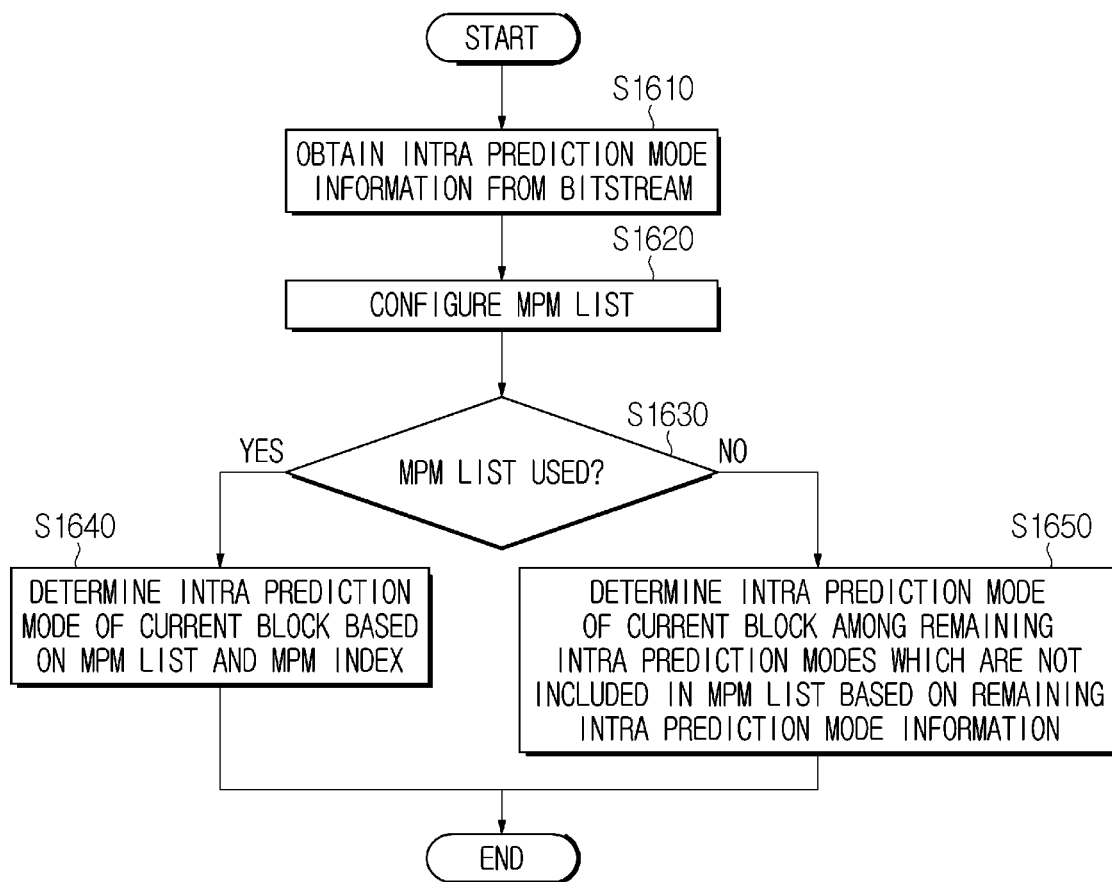 START
S1610
OBTAIN INTRA PREDICTION MODE
INFORMATION FROM BITSTREAM
S1620
CONFIGURE MPM LIST
S1630
YES
MPM LIST USED?
NO
S1640
DETERMINE INTRA PREDICTION
MODE OF CURRENT BLOCK BASED
ON MPM LIST AND MPM INDEX
S1650
DETERMINE INTRA PREDICTION MODE
OF CURRENT BLOCK AMONG REMAINING
INTRA PREDICTION MODES WHICH ARE NOT
INCLUDED IN MPM LIST BASED ON REMAINING
INTRA PREDICTION MODE INFORMATION
END